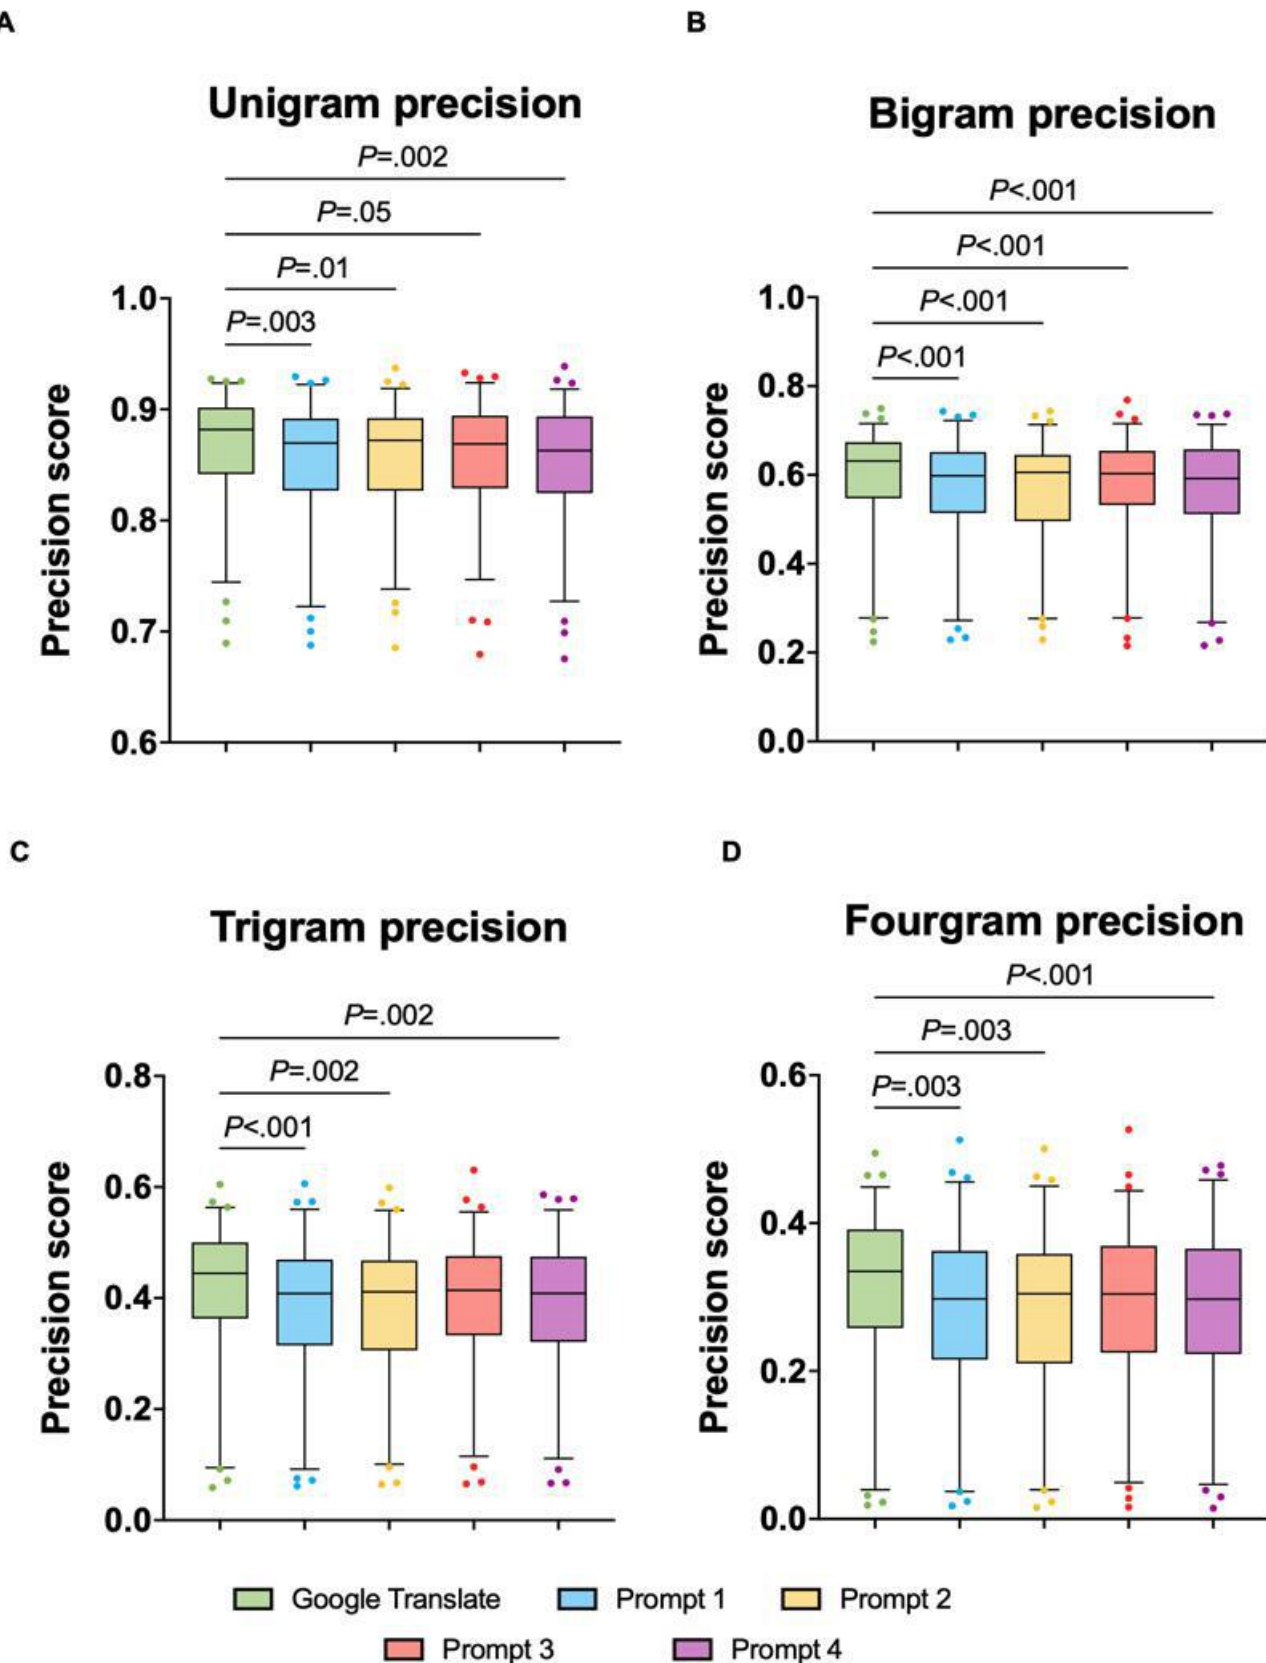 A
Unigram precision
P=.002
P=.05
P=.01
P=.003
1.0
0.9
0.8
0.7
0.6
Precision score
B
Bigram precision
P<.001
P<.001
P<.001
P<.001
1.0
0.8
0.6
0.4
0.2
0.0
Precision score
C
Trigram precision
P=.002
P=.002
P<.001
0.8
0.6
0.4
0.2
0.0
Precision score
D
Fourgram precision
P<.001
P=.003
P=.003
0.6
0.4
0.2
0.0
Precision score
Google Translate Prompt 1 Prompt 2
Prompt 3 Prompt 4